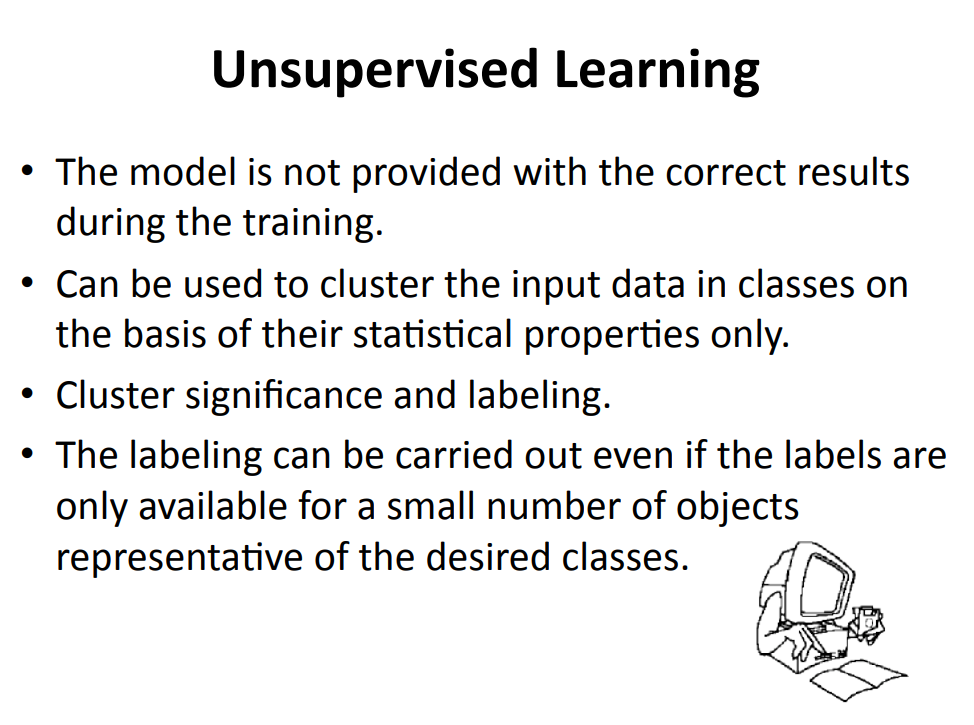 Unsupervised Learning
• The model is not provided with the correct results
during the training.
• Can be used to cluster the input data in classes on
the basis of their statistical properties only.
• Cluster significance and labeling.
• The labeling can be carried out even if the labels are
only available for a small number of objects
representative of the desired classes.